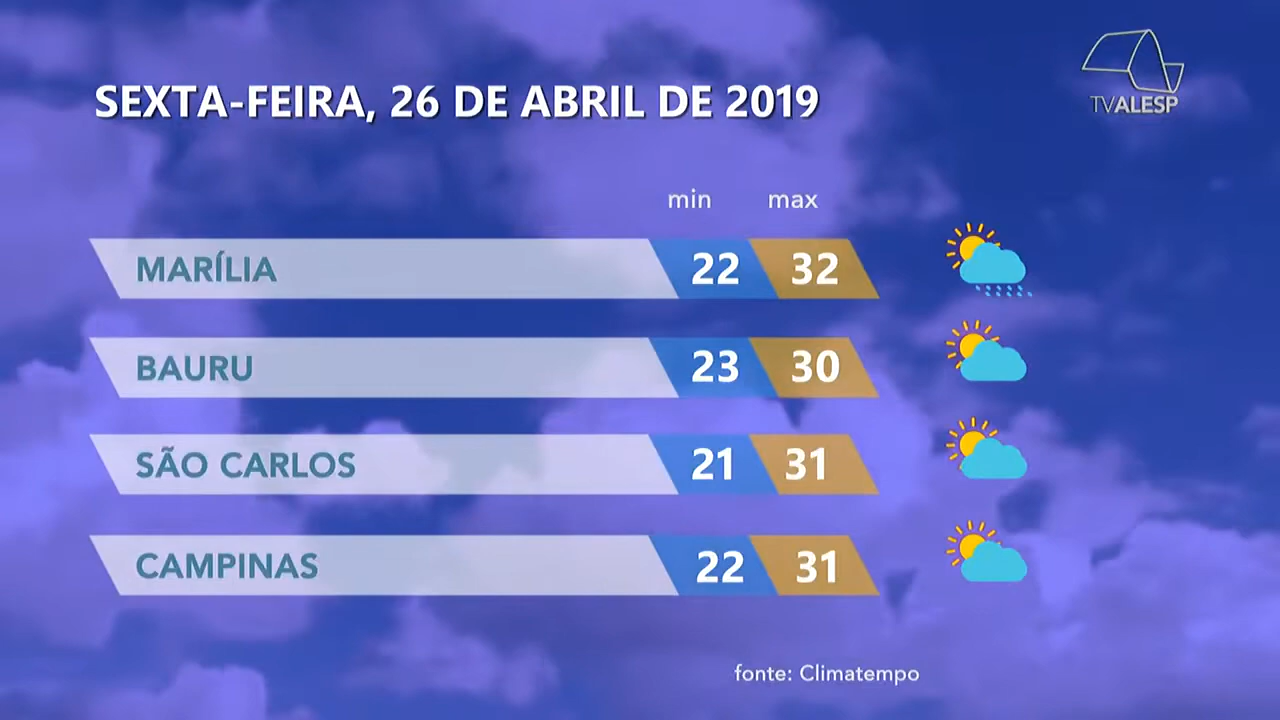 TVALESP
SEXTA-FEIRA, 26 DE ABRIL DE 2019
min max
MARÍLIA 22 32
BAURU 23 30
SÃO CARLOS 21 31
CAMPINAS 22 31
fonte: Climatempo